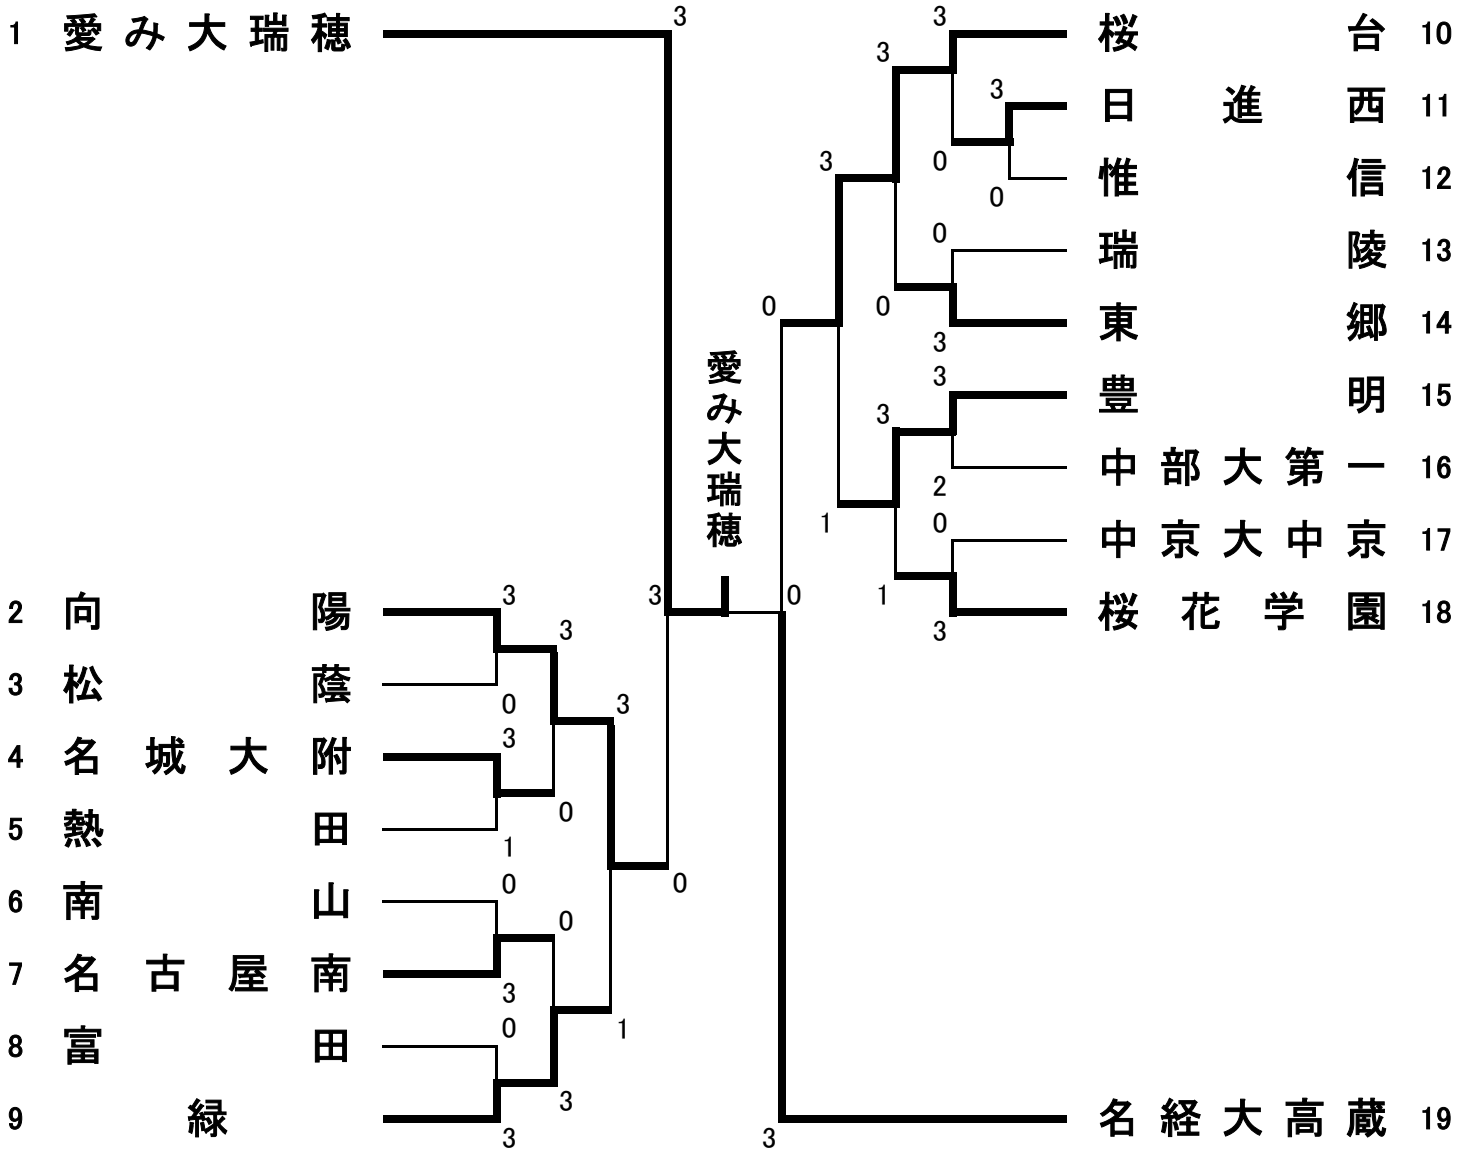 1 愛み大瑞穂
2 向陽
3 松蔭
4 名城大附
5 熱田
6 南山
7 名古屋南
8 富田
9 緑
3
3
0
3
1
0
3
0
3
3
0
0
3
3
1
0
3
愛み大瑞穂
0
0
3
3
1
3
0
3
1
3
0
0
3
3
2
0
3
3
0
桜台 10
日進西 11
惟信 12
瑞陵 13
東郷 14
豊明 15
中部大第一 16
中京大中京 17
桜花学園 18
名経大高蔵 19